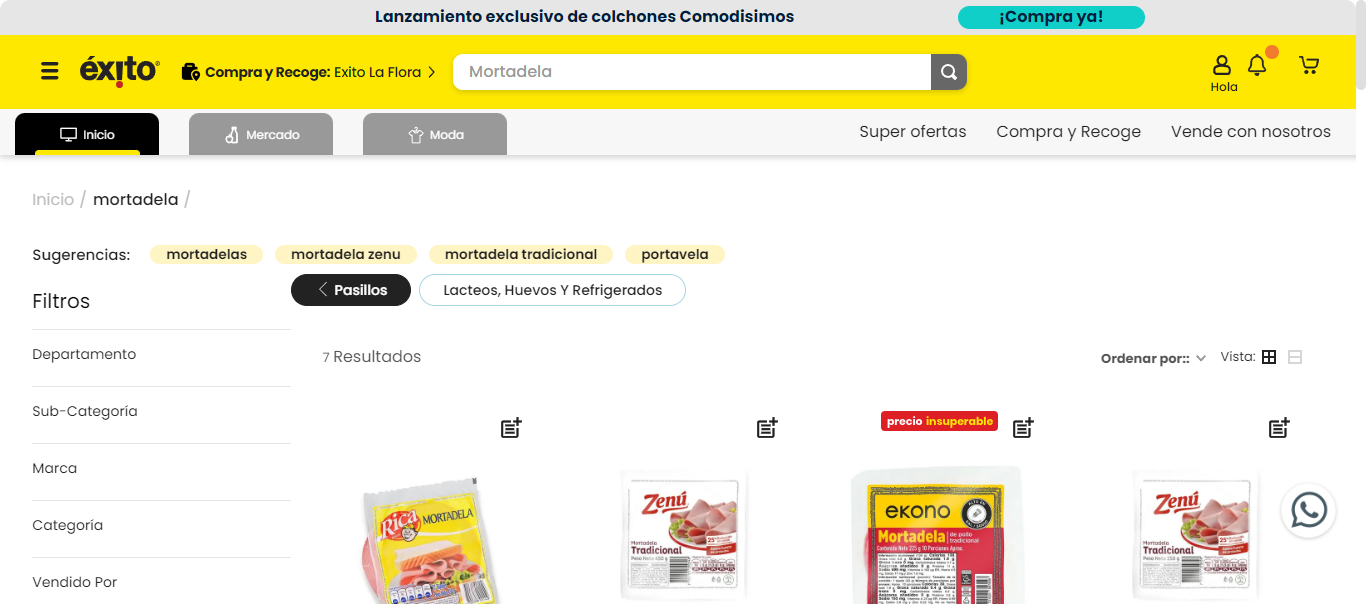 Lanzamiento exclusivo de colchones Comodisimos
¡Compra ya!
éxito
Compra y Recoge: Exito La Flora
Mortadela
Hola
Inicio
Mercado
Moda
Super ofertas
Compra y Recoge
Vende con nosotros
Inicio / mortadela /
Sugerencias:
mortadelas
mortadela zenu
mortadela tradicional
portavela
Pasillos
Lacteos, Huevos Y Refrigerados
Filtros
Departamento
Sub-Categoría
Marca
Categoría
Vendido Por
7 Resultados
Ordenar por::
Vista:
precio insuperable
Rica
MORTADELA
Zenú
Mortadela
Tradicional
ekono
Mortadela de pollo tradicional
Zenú
Mortadela
Tradicional